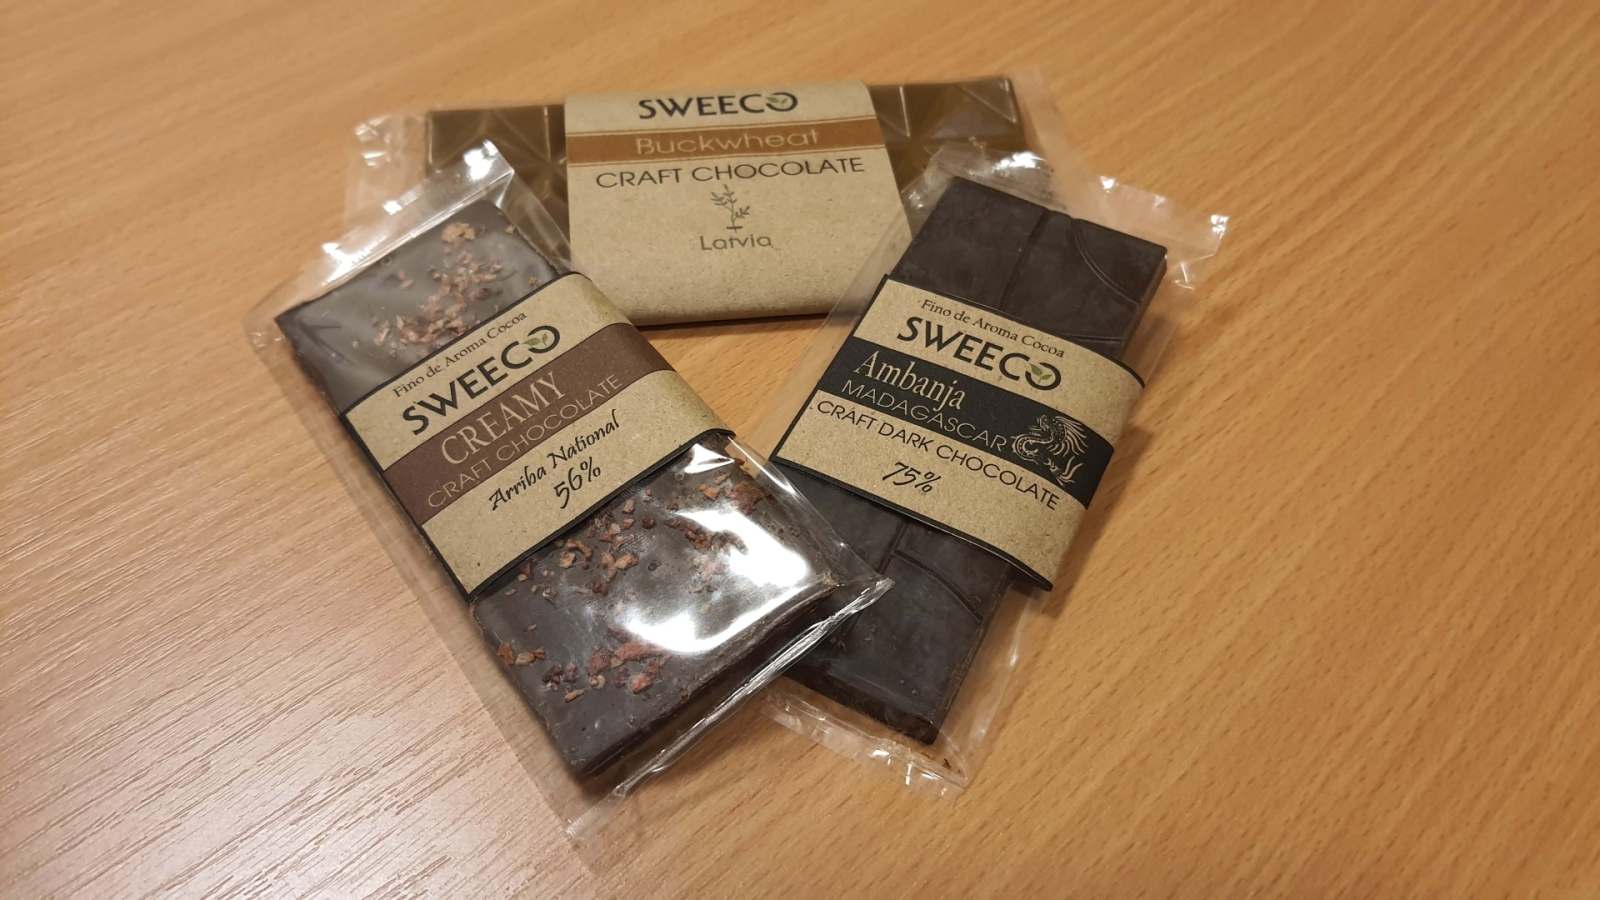 SWEECO
Buckwheat
CRAFT CHOCOLATE
Latvia
Fino de Aroma Cocoa
SWEECO
CREAMY
CRAFT CHOCOLATE
Arriba National
56%
Fino de Aroma Cocoa
SWEECO
Ambanja
MADAGASCAR
CRAFT DARK CHOCOLATE
75%